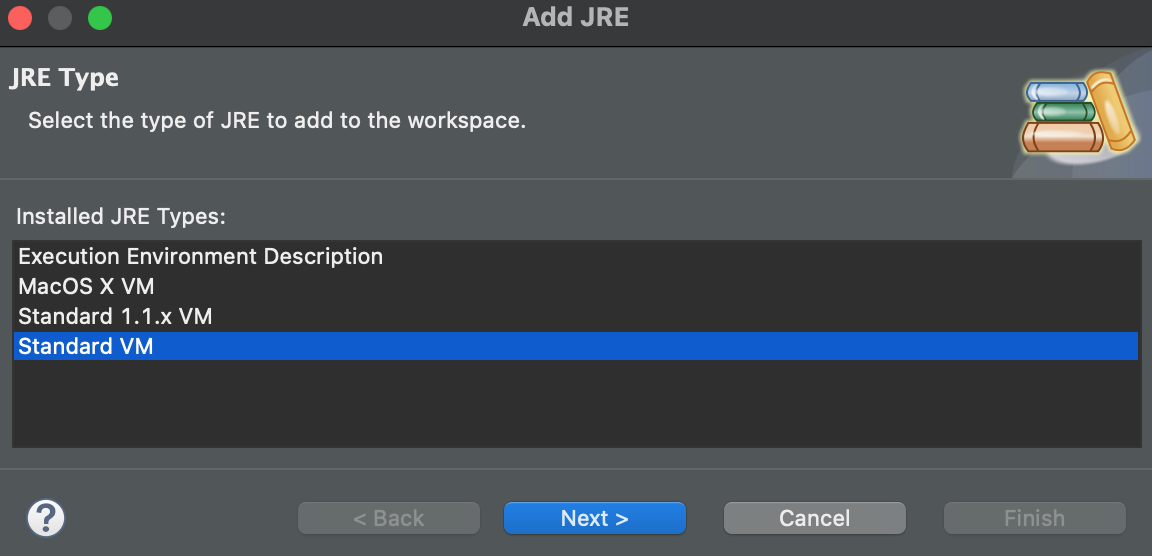 Add JRE
JRE Type
Select the type of JRE to add to the workspace.
Installed JRE Types:
Execution Environment Description
MacOS X VM
Standard 1.1.x VM
Standard VM
?
< Back
Next >
Cancel
Finish